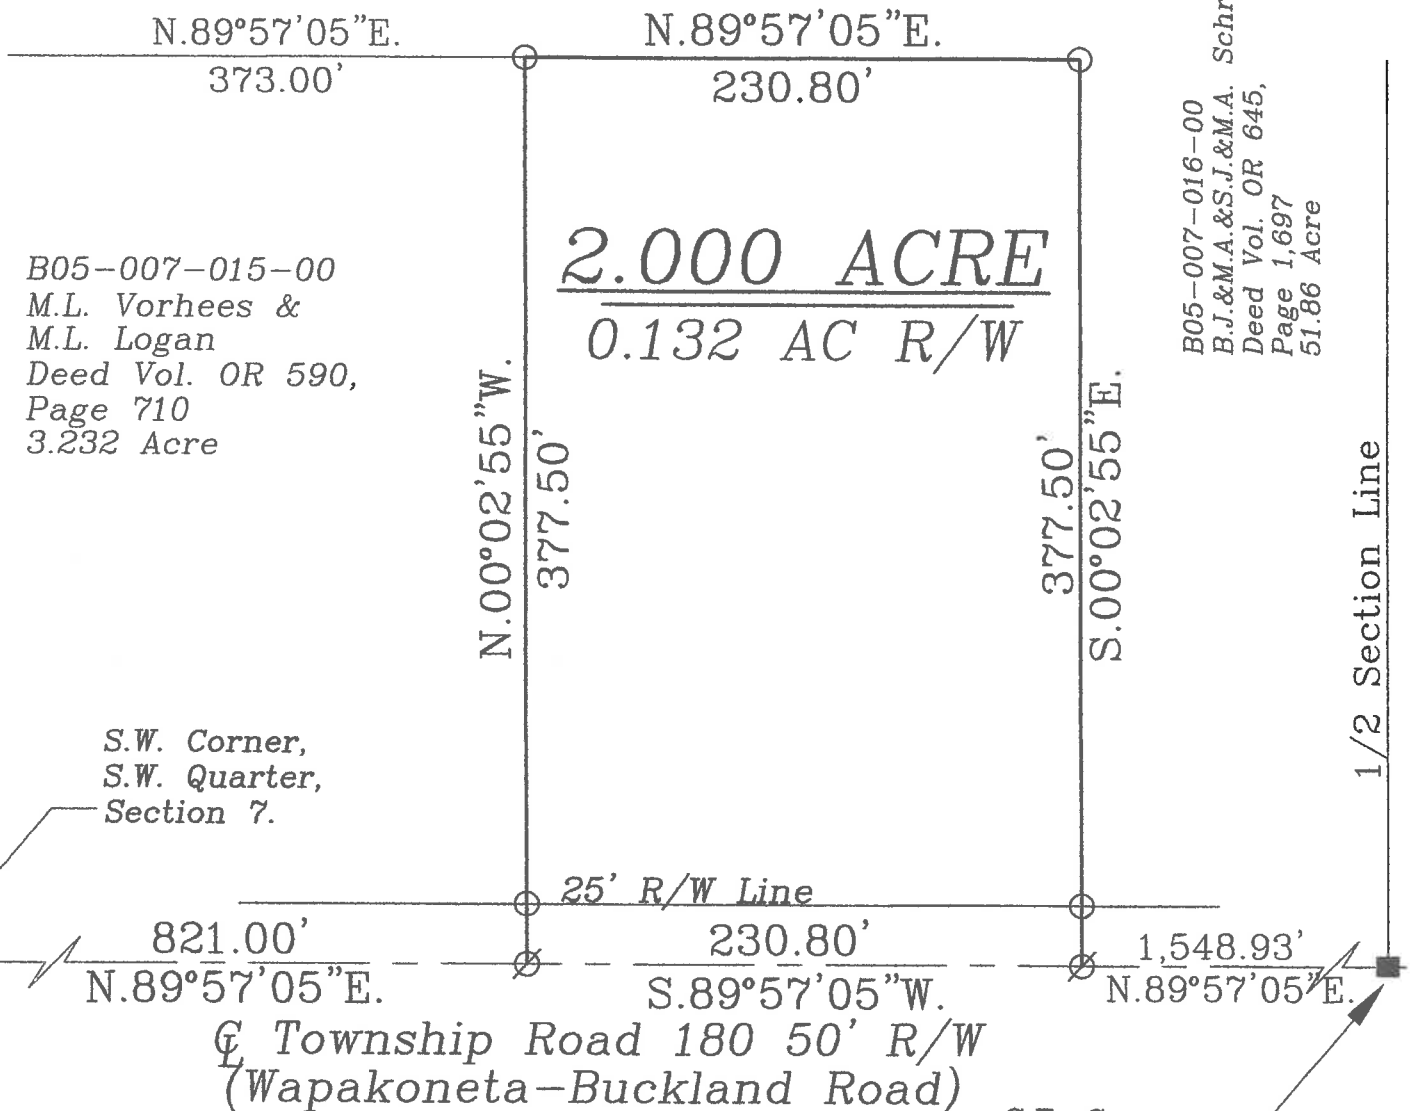 N.89°57'05"E.
373.00'
N.89°57'05"E.
230.80'
B05-007-016-00
B.J.&M.A.&S.J.&M.A.
Deed Vol. OR 645,
Page 1,697
51.86 Acre
2.000 ACRE
0.132 AC R/W
B05-007-015-00
M.L. Vorhees &
M.L. Logan
Deed Vol. OR 590,
Page 710
3.232 Acre
N.00°02'55"W.
377.50'
377.50'
S.00°02'55"E.
1/2 Section Line
S.W. Corner,
S.W. Quarter,
Section 7.
25' R/W Line
821.00'
N.89°57'05"E.
230.80'
S.89°57'05"W.
1,548.93'
N.89°57'05"E.
℄ Township Road 180 50' R/W
(Wapakoneta-Buckland Road)